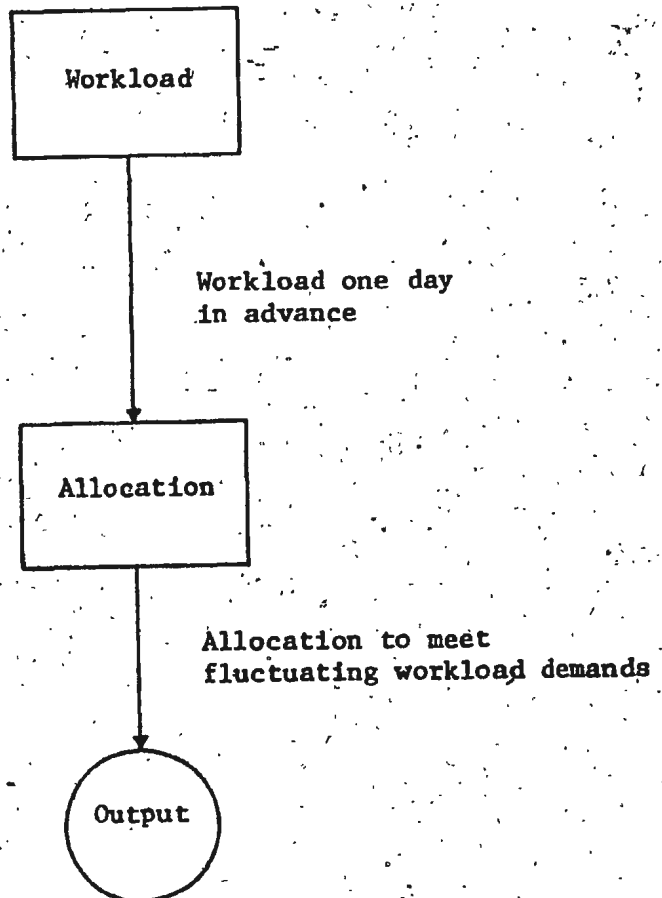 Workload
Workload one day
in advance
Allocation
Allocation to meet
fluctuating workload demands
Output